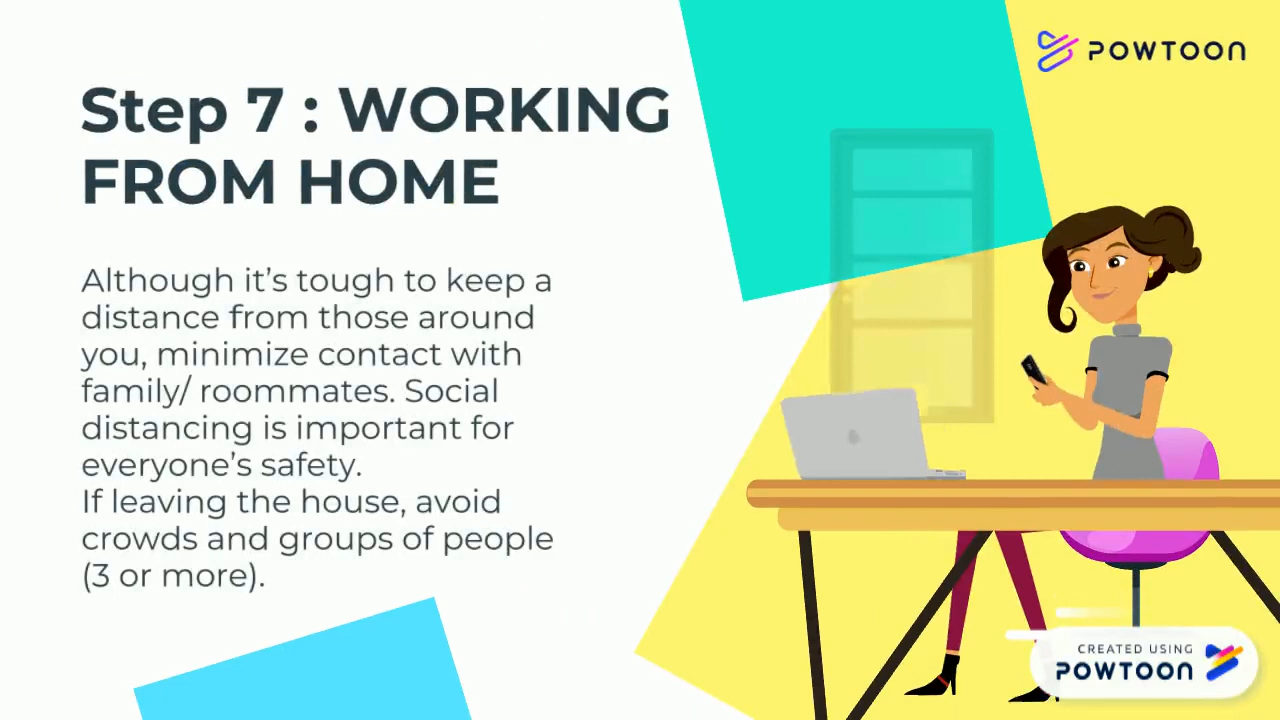 POWTOON
Step 7 : WORKING
FROM HOME
Although it's tough to keep a
distance from those around
you, minimize contact with
family/ roommates. Social
distancing is important for
everyone's safety.
If leaving the house, avoid
crowds and groups of people
(3 or more).
CREATED USING
POWTOON